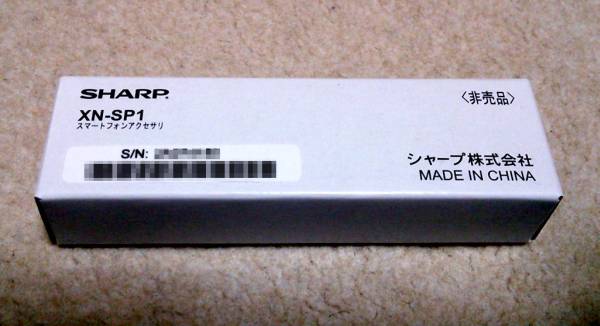 SHARP
〈非売品〉
XN-SP1
スマートフォンアクセサリ
S/N:
シャープ株式会社
MADE IN CHINA